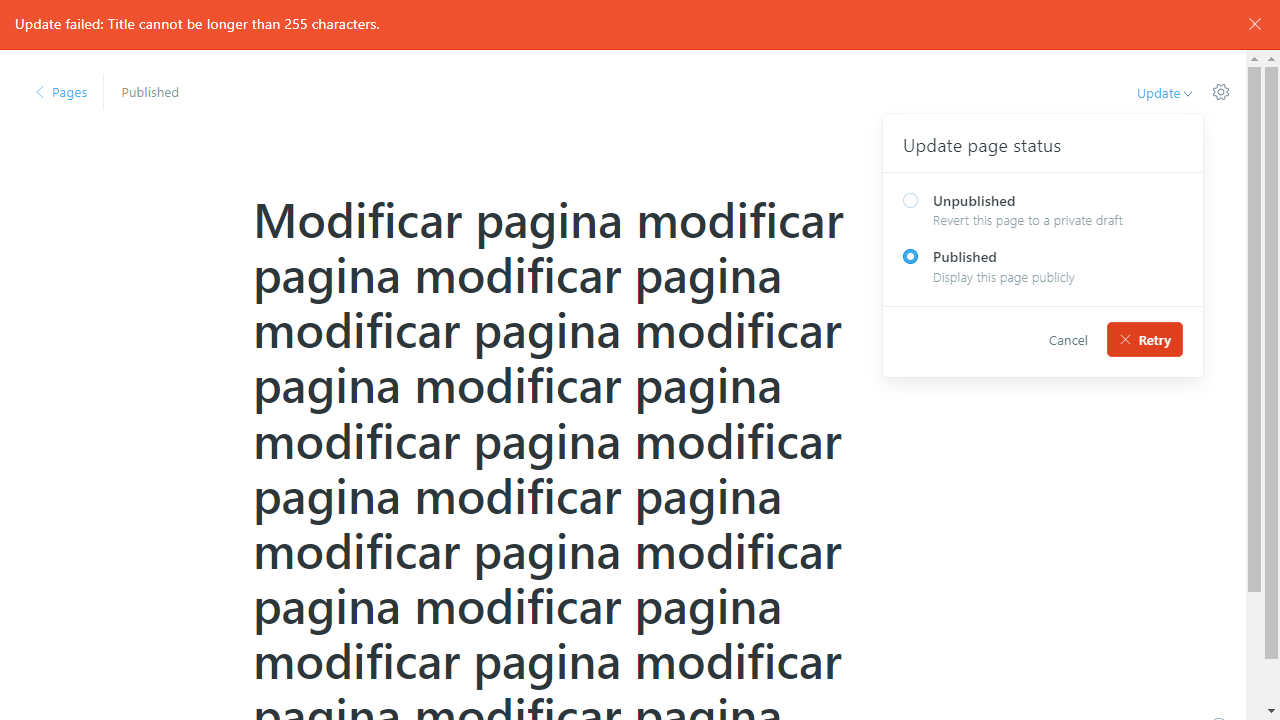 Update failed: Title cannot be longer than 255 characters.
Pages
Published
Update
Update page status
Unpublished
Revert this page to a private draft
Published
Display this page publicly
Cancel
Retry
Modificar pagina modificar
pagina modificar pagina
modificar pagina modificar
pagina modificar pagina
modificar pagina modificar
pagina modificar pagina
modificar pagina modificar
pagina modificar pagina
modificar pagina modificar
pagina modificar pagina